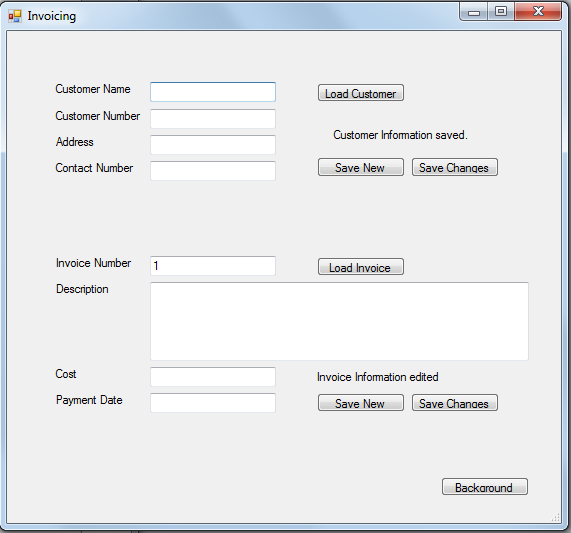 Invoicing
Customer Name
Load Customer
Customer Number
Customer Information saved.
Address
Contact Number
Save New
Save Changes
Invoice Number
1
Load Invoice
Description
Cost
Invoice Information edited
Payment Date
Save New
Save Changes
Background